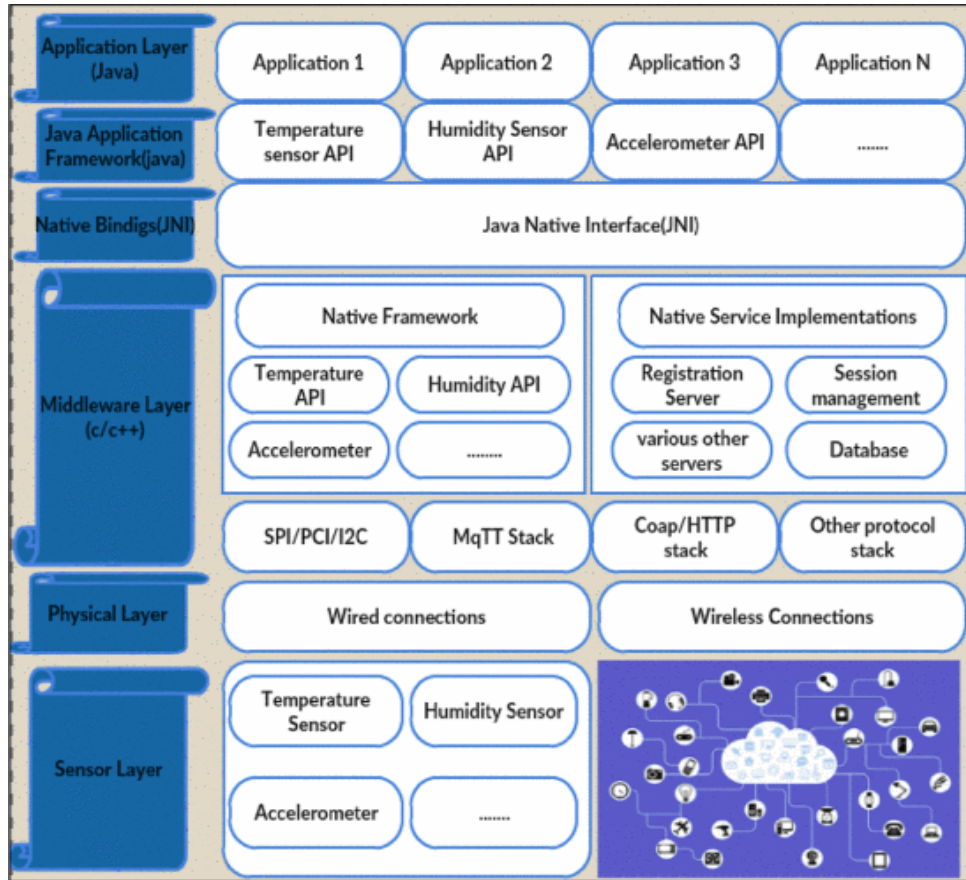 Application Layer
(Java)
Application 1
Application 2
Application 3
Application N
Java Application
Framework(java)
Temperature
sensor API
Humidity Sensor
API
Accelerometer API
.......
Native Bindigs(JNI)
Java Native Interface(JNI)
Middleware Layer
(c/c++)
Native Framework
Temperature
API
Humidity API
Accelerometer
........
Native Service Implementations
Registration
Server
Session
management
various other
servers
Database
SPI/PCI/I2C
MqTT Stack
Coap/HTTP
stack
Other protocol
stack
Physical Layer
Wired connections
Wireless Connections
Sensor Layer
Temperature
Sensor
Humidity Sensor
Accelerometer
.......